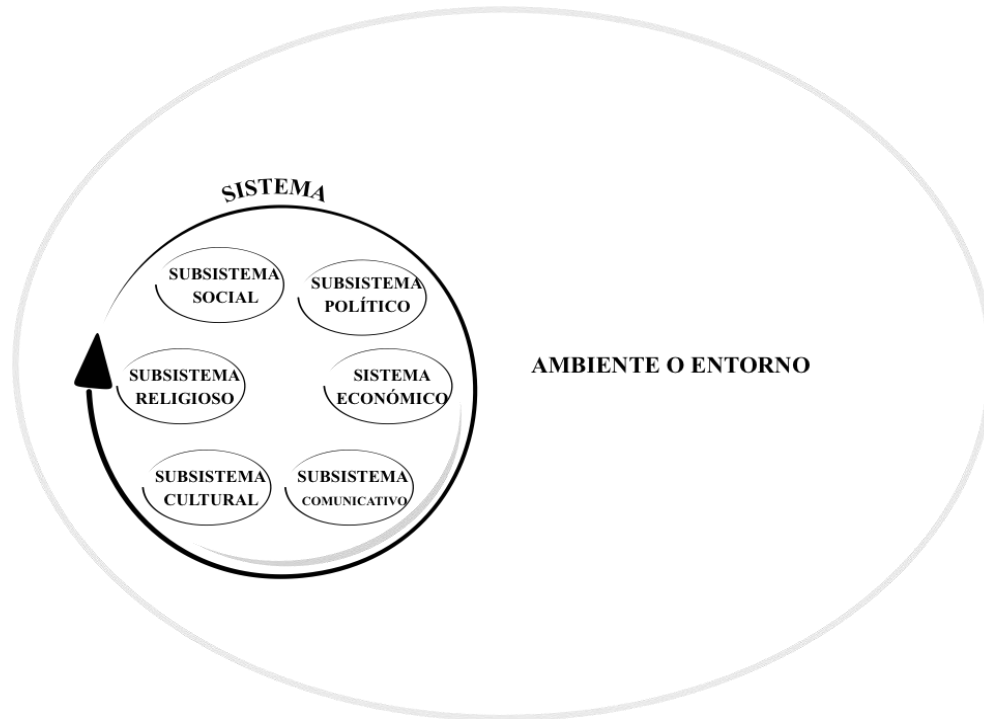 SISTEMA
SUBSISTEMA
SOCIAL
SUBSISTEMA
POLÍTICO
SUBSISTEMA
RELIGIOSO
SISTEMA
ECONÓMICO
AMBIENTE O ENTORNO
SUBSISTEMA
CULTURAL
SUBSISTEMA
COMUNICATIVO